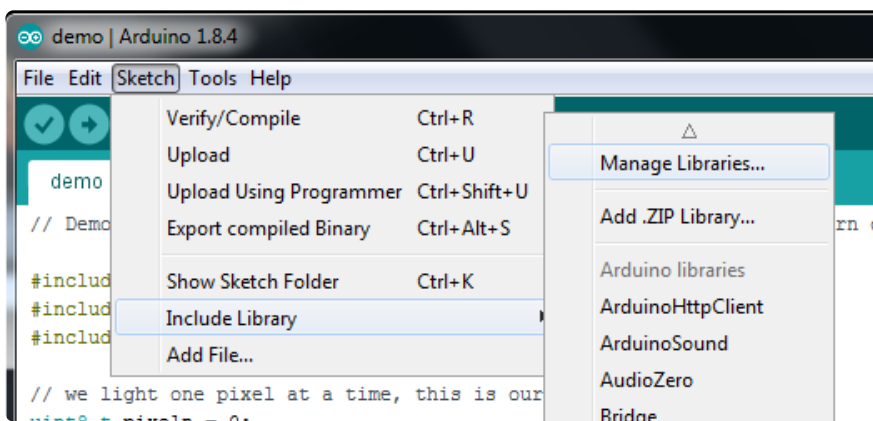 demo | Arduino 1.8.4
File Edit Sketch Tools Help
Verify/Compile Ctrl+R
Upload Ctrl+U
Upload Using Programmer Ctrl+Shift+U
Export compiled Binary Ctrl+Alt+S
Show Sketch Folder Ctrl+K
Include Library
Add File...
Manage Libraries...
Add .ZIP Library...
Arduino libraries
ArduinoHttpClient
ArduinoSound
AudioZero
Bridge
demo
// Demo
#includ
#includ
#includ
// we light one pixel at a time, this is our
uint8_t pixeln = 0;